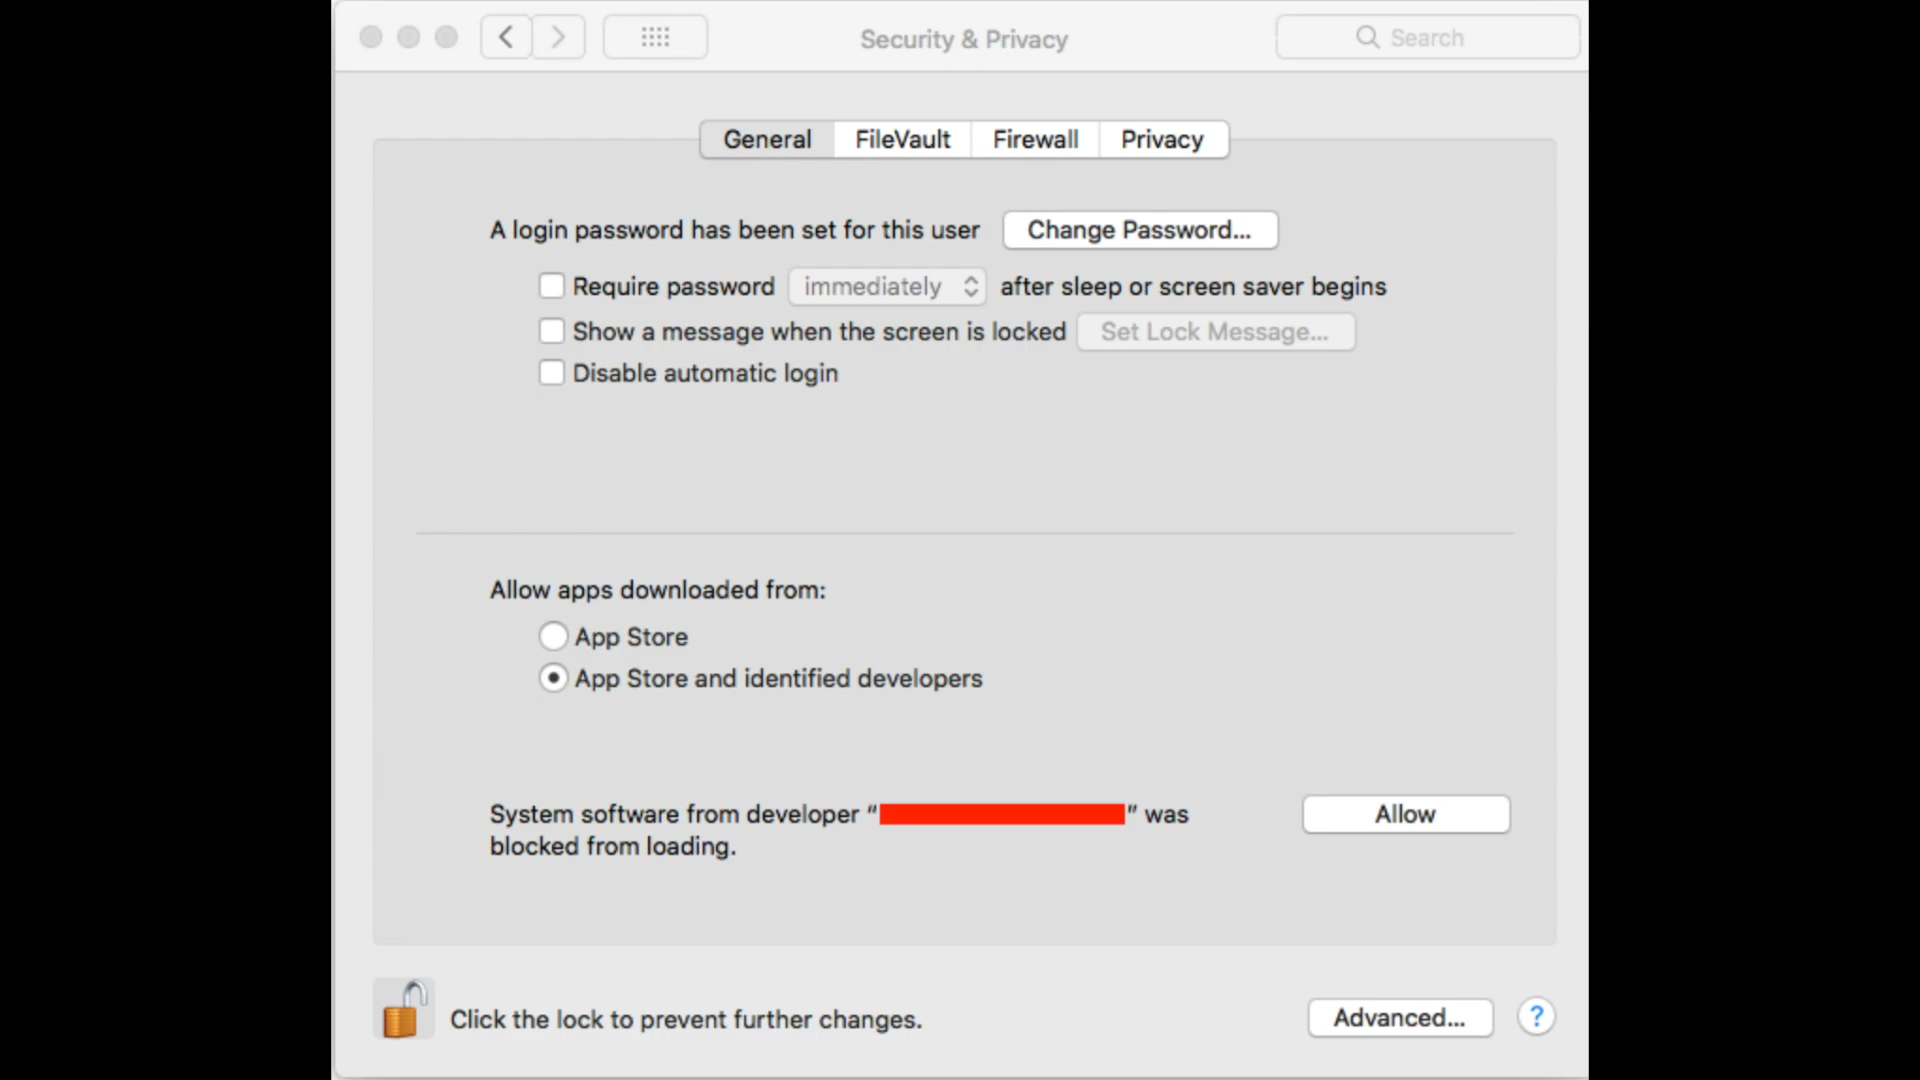 Security & Privacy
Search
General FileVault Firewall Privacy
A login password has been set for this user Change Password...
Require password immediately after sleep or screen saver begins
Show a message when the screen is locked Set Lock Message...
Disable automatic login
Allow apps downloaded from:
App Store
App Store and identified developers
System software from developer “ ” was
blocked from loading.
Allow
Click the lock to prevent further changes.
Advanced... ?